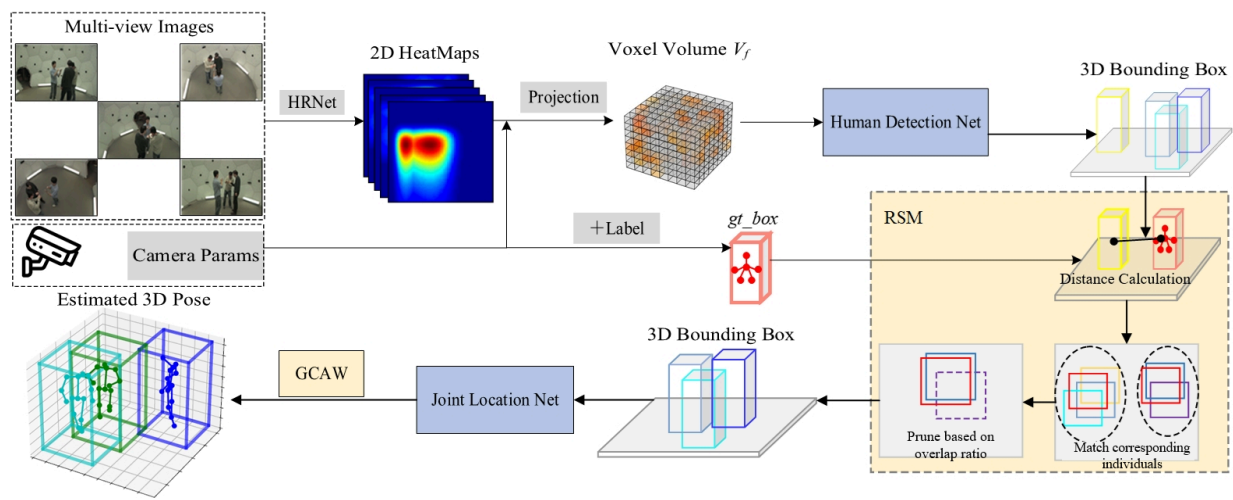 Multi-view Images
2D HeatMaps
Voxel Volume V_f
3D Bounding Box
HRNet
Projection
Human Detection Net
RSM
+Label
gt_box
Camera Params
Distance Calculation
Estimated 3D Pose
3D Bounding Box
GCAW
Joint Location Net
Prune based on
overlap ratio
Match corresponding
individuals